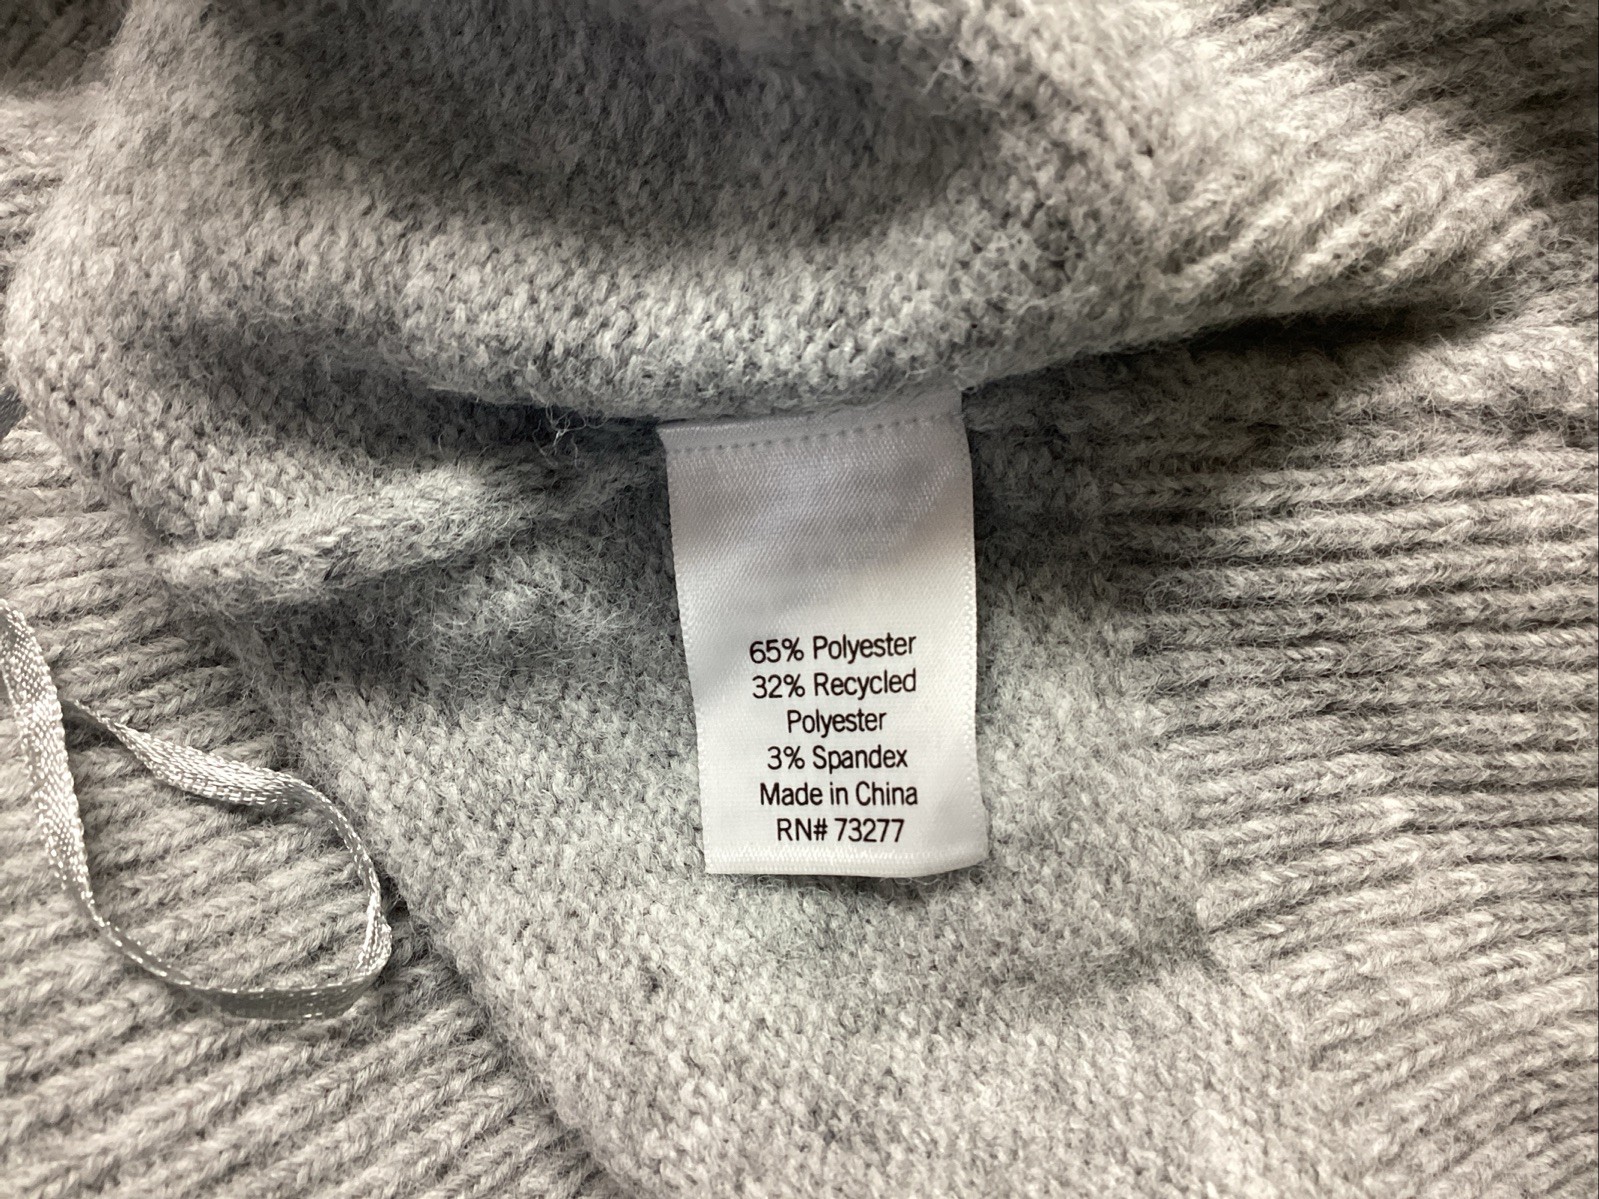 65% Polyester
32% Recycled
Polyester
3% Spandex
Made in China
RN# 73277